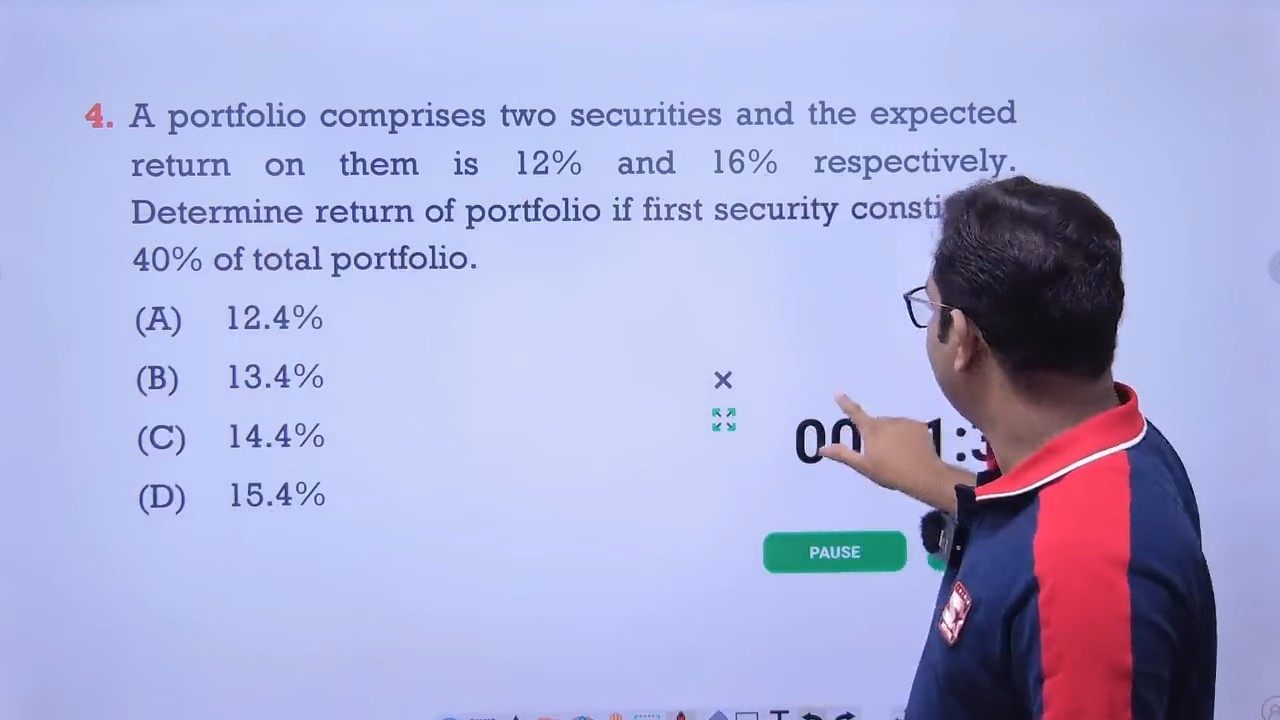 4. A portfolio comprises two securities and the expected
return on them is 12% and 16% respectively.
Determine return of portfolio if first security
40% of total portfolio.
(A) 12.4%
(B) 13.4%
(C) 14.4%
(D) 15.4%
PAUSE